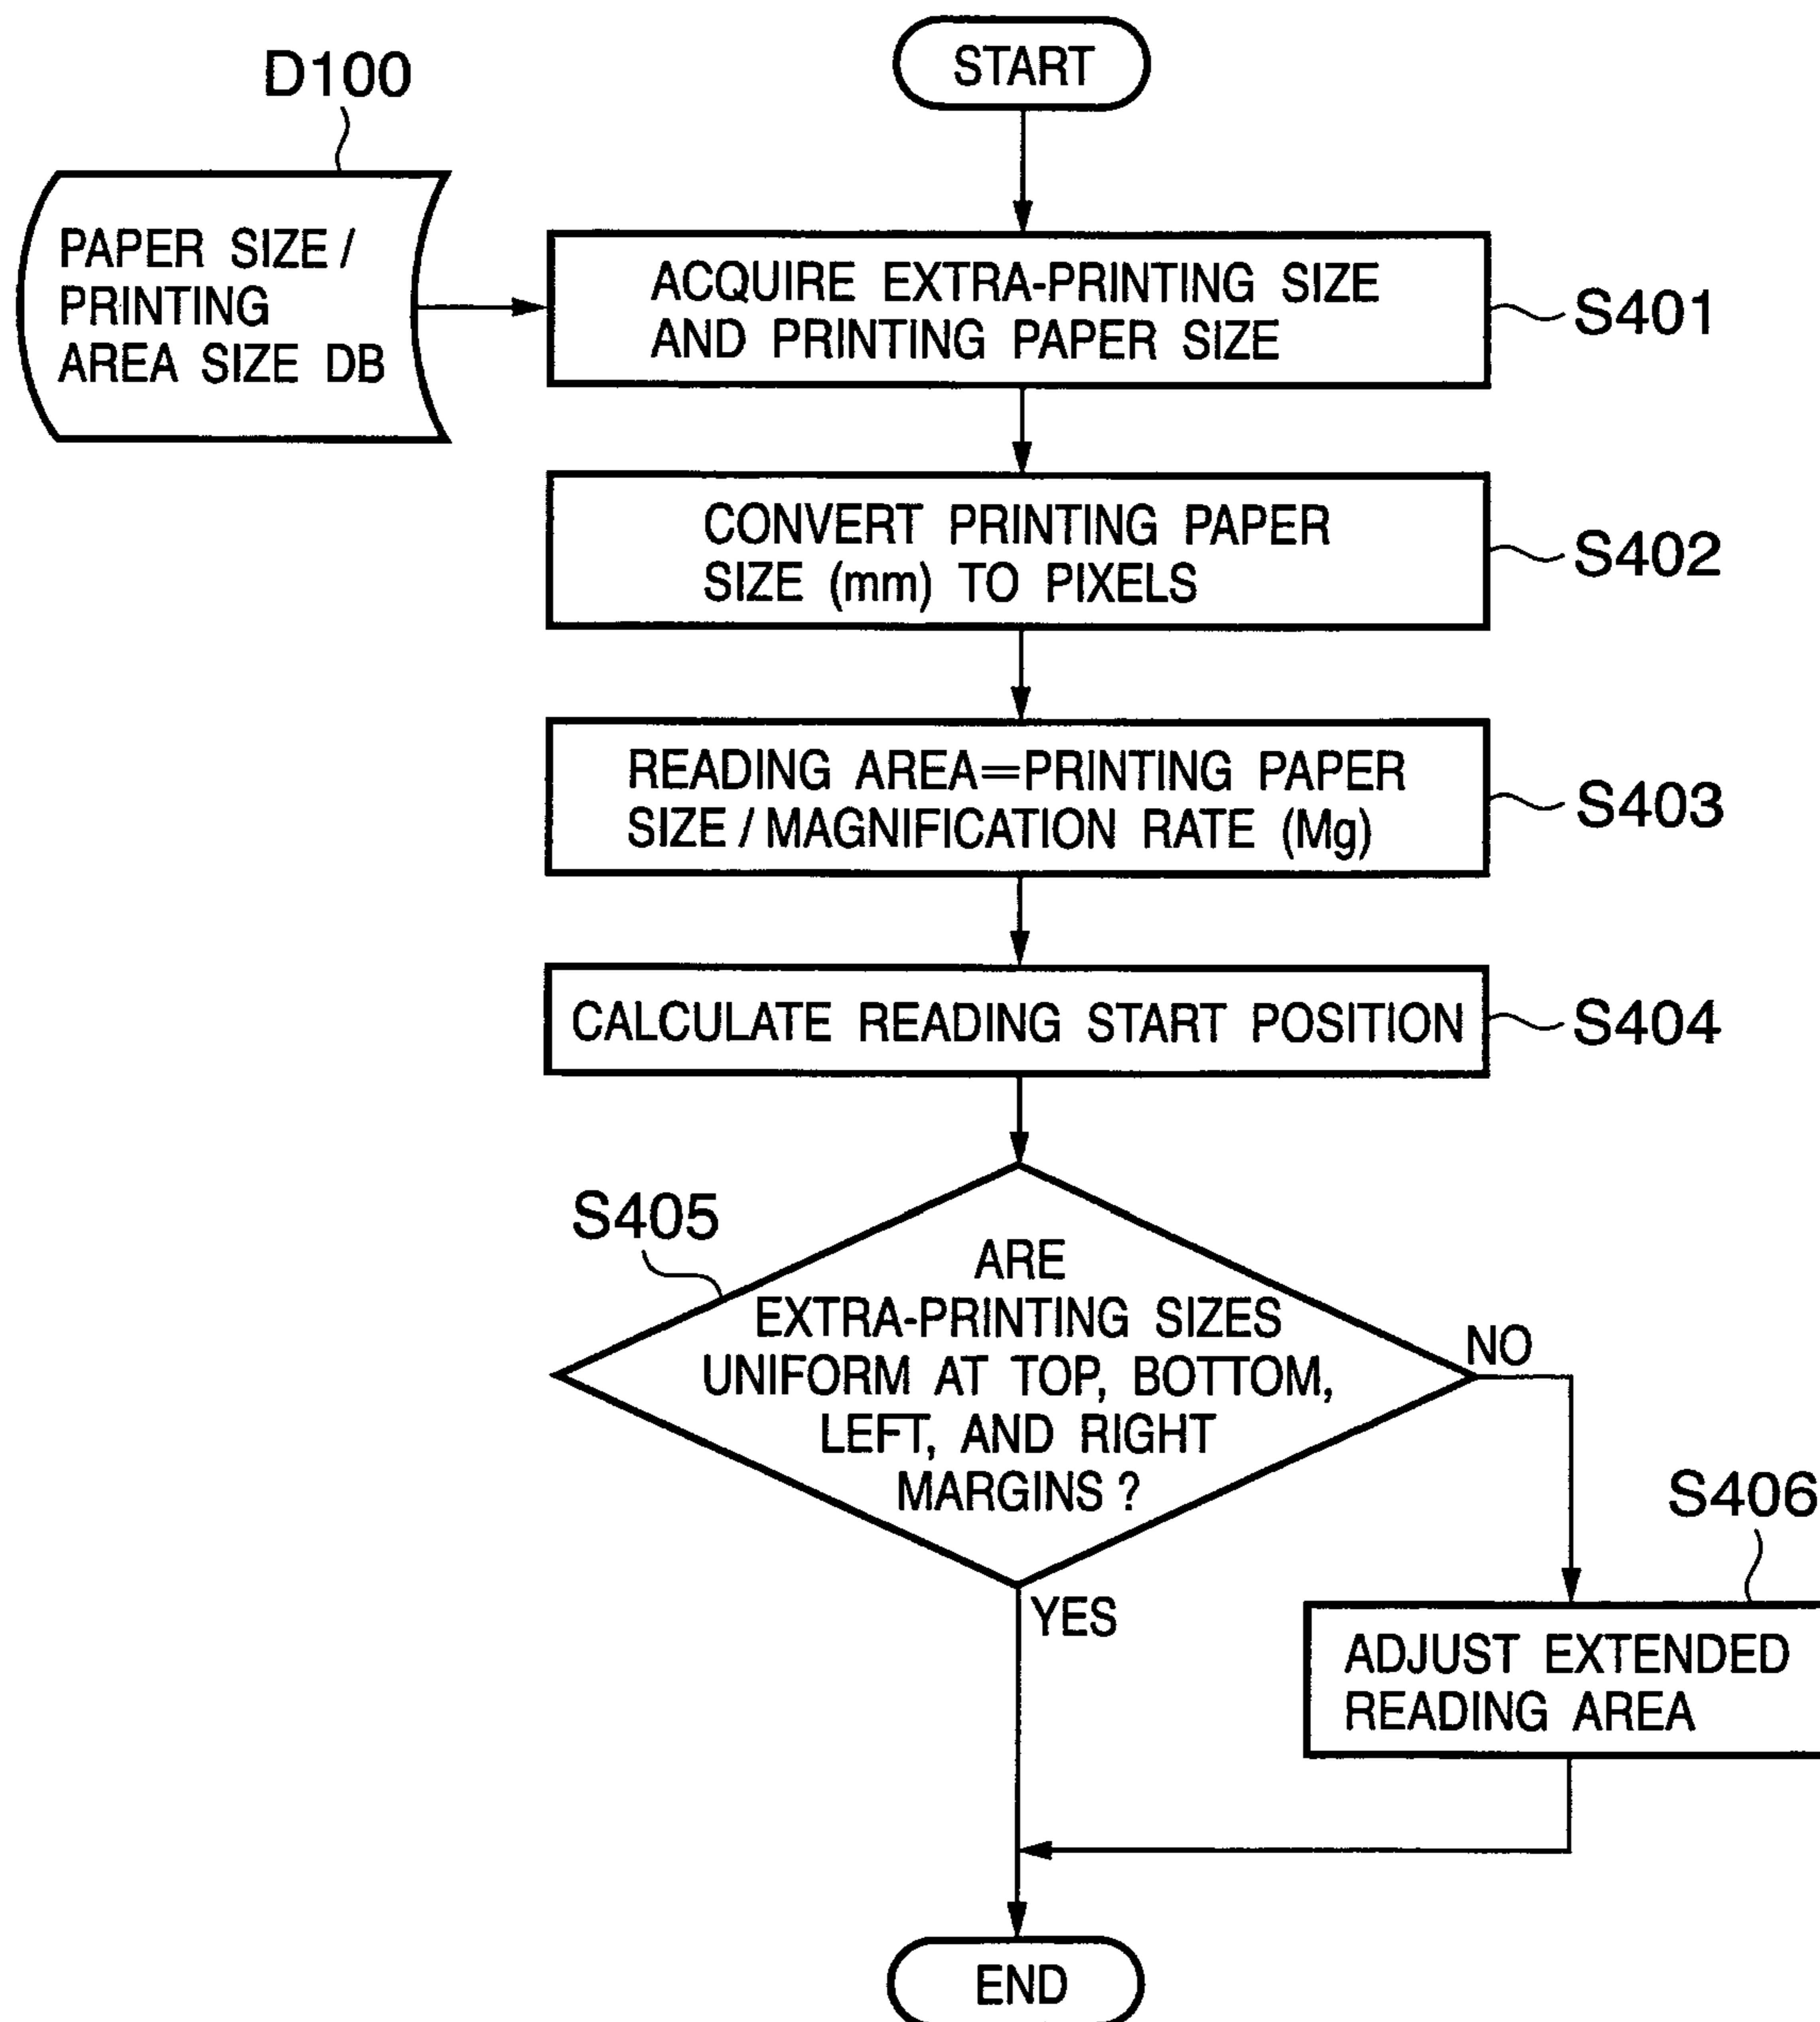 START
D100
PAPER SIZE /
PRINTING
AREA SIZE DB
ACQUIRE EXTRA-PRINTING SIZE
AND PRINTING PAPER SIZE
S401
CONVERT PRINTING PAPER
SIZE (mm) TO PIXELS
S402
READING AREA=PRINTING PAPER
SIZE / MAGNIFICATION RATE (Mg)
S403
CALCULATE READING START POSITION
S404
S405
ARE
EXTRA-PRINTING SIZES
UNIFORM AT TOP, BOTTOM,
LEFT, AND RIGHT
MARGINS ?
NO
YES
S406
ADJUST EXTENDED
READING AREA
END